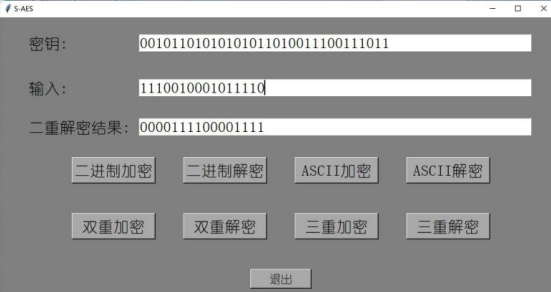 S-AES
密钥: 00101101010101011010011100111011
输入: 1110010001011110
二重解密结果: 0000111100001111
二进制加密 二进制解密 ASCII加密 ASCII解密
双重加密 双重解密 三重加密 三重解密
退出